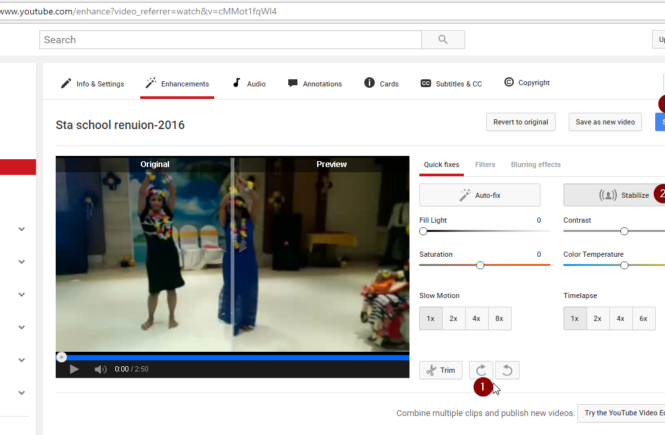 www.youtube.com/enhance?video_referrer=watch&v=cMMot1fqWl4
Search
Info & Settings
Enhancements
Audio
Annotations
Cards
CC
Subtitles & CC
Copyright
Sta school renuion-2016
Revert to original
Save as new video
Original
Preview
Quick fixes
Filters
Blurring effects
Auto-fix
Stabilize
2
Fill Light
0
Contrast
Saturation
0
Color Temperature
Slow Motion
Timelapse
1x 2x 4x 8x
1x 2x 4x 6x
0:00 / 2:50
Trim
1
Combine multiple clips and publish new videos.
Try the YouTube Video